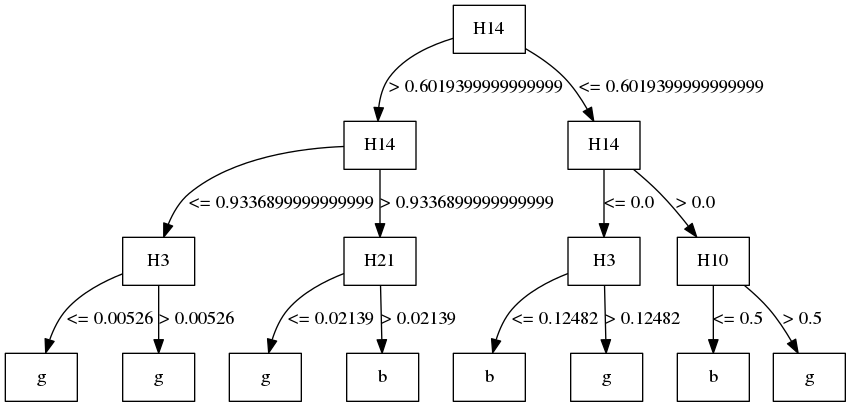 H14
> 0.6019399999999999
<= 0.6019399999999999
H14
H14
<= 0.9336899999999999
> 0.9336899999999999
<= 0.0
> 0.0
H3
H21
H3
H10
<= 0.00526
> 0.00526
<= 0.02139
> 0.02139
<= 0.12482
> 0.12482
<= 0.5
> 0.5
g
g
g
b
b
g
b
g